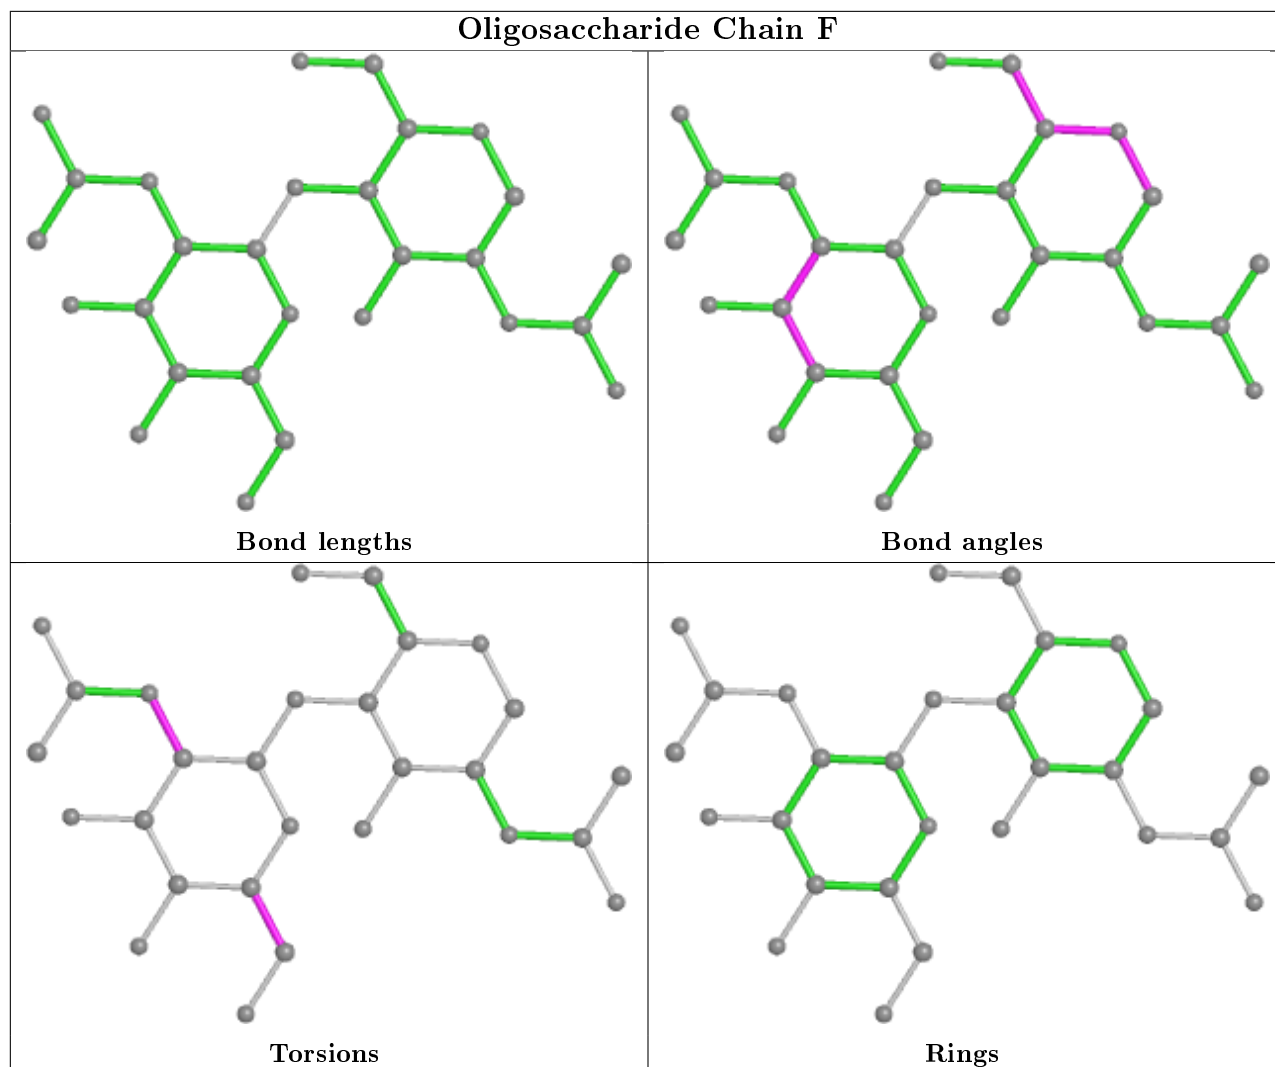 Oligosaccharide Chain F
Bond lengths
Bond angles
Torsions
Rings